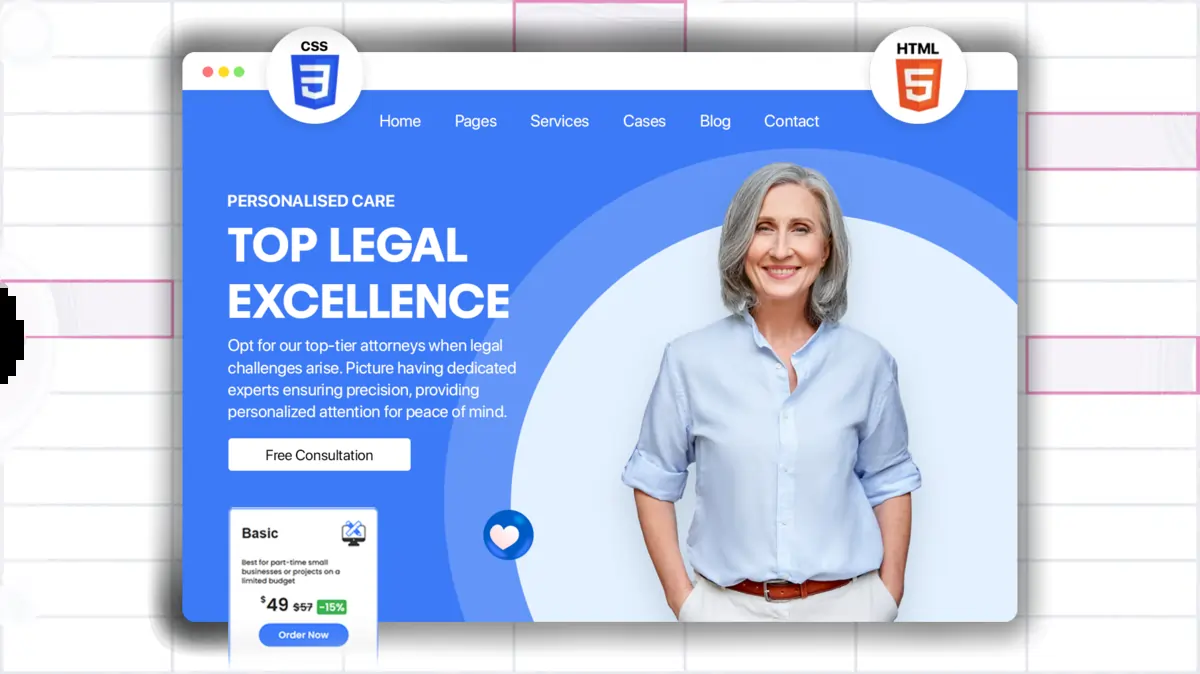 CSS
HTML
Home Pages Services Cases Blog Contact
PERSONALISED CARE
TOP LEGAL
EXCELLENCE
Opt for our top-tier attorneys when legal
challenges arise. Picture having dedicated
experts ensuring precision, providing
personalized attention for peace of mind.
Free Consultation
Basic
Best for part-time small
businesses or projects on a
limited budget
$49 $57 -15%
Order Now